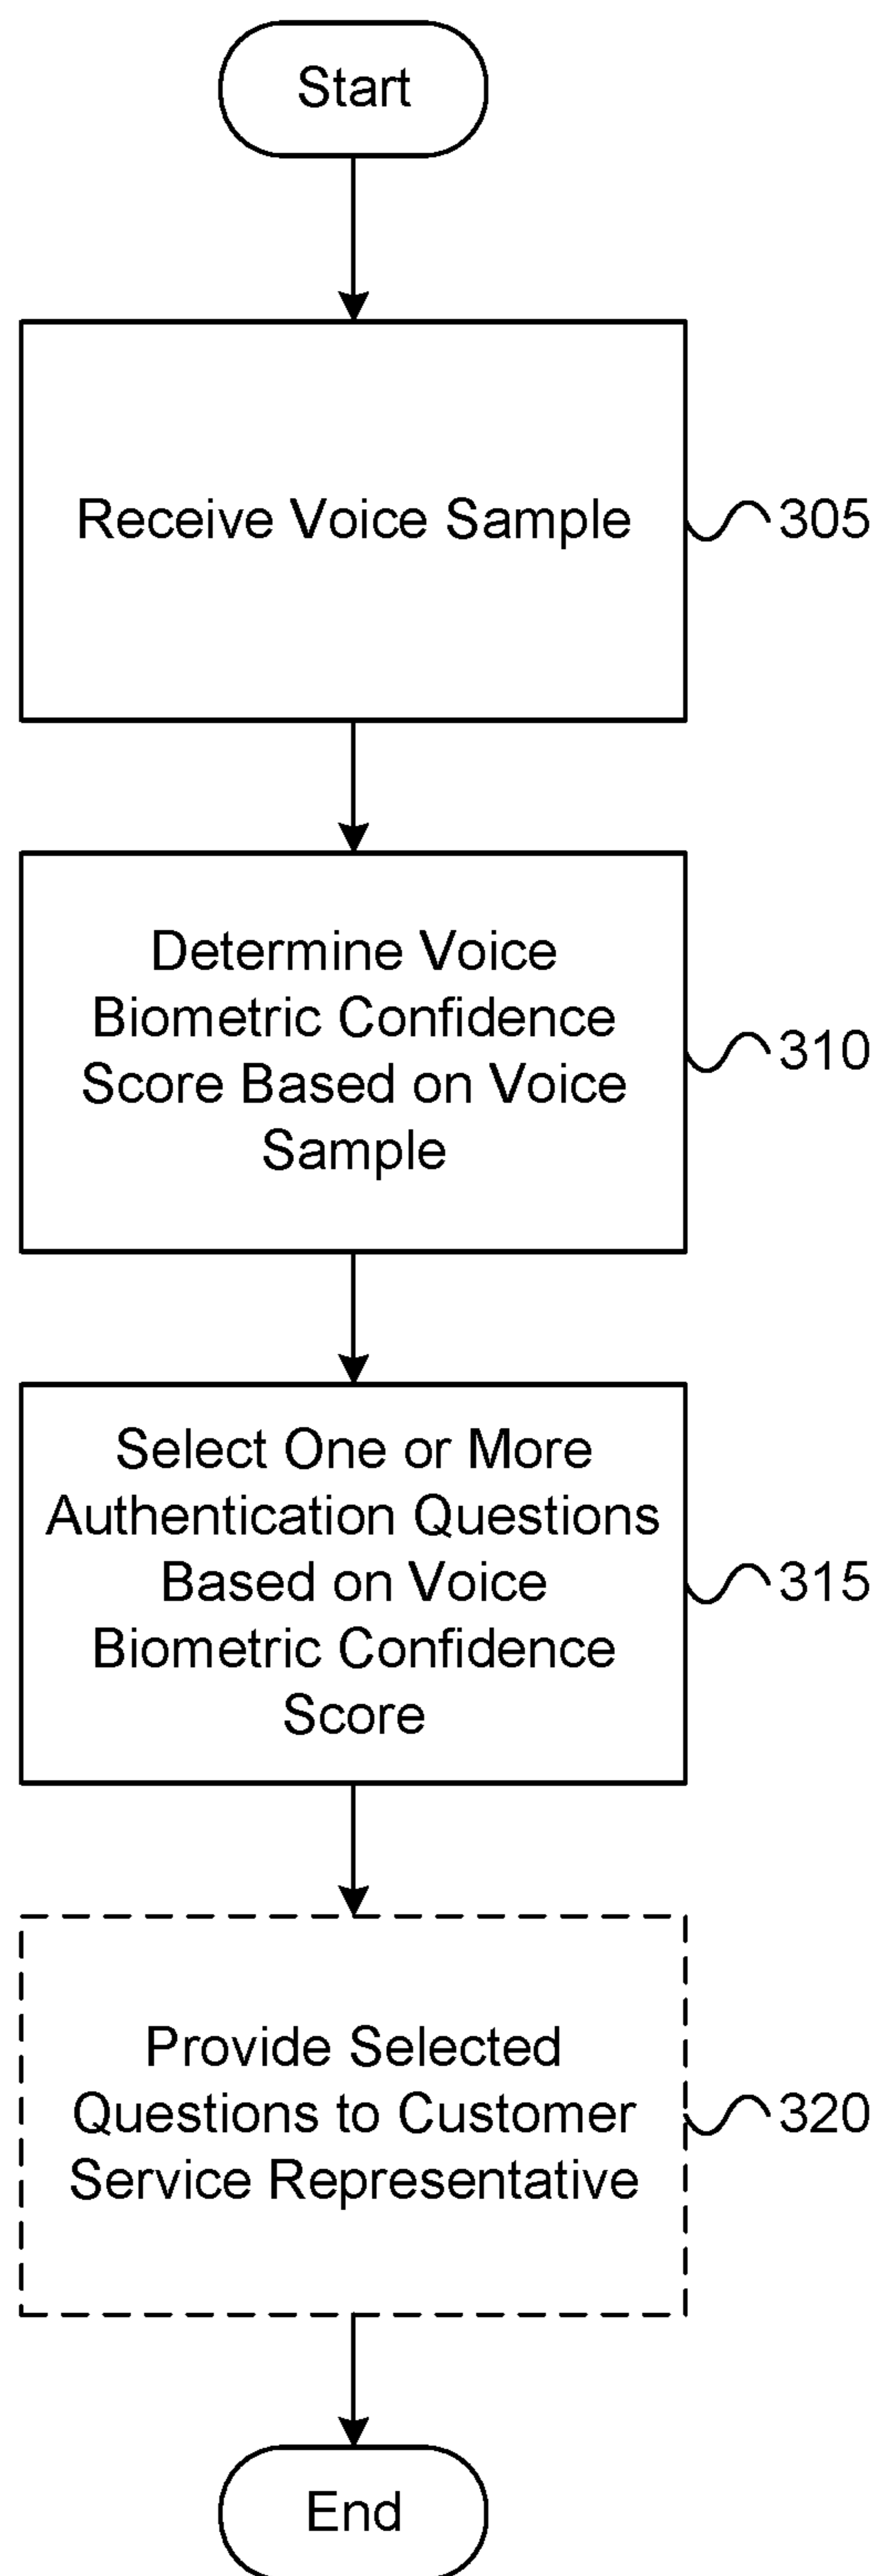 Start
Receive Voice Sample
305
Determine Voice
Biometric Confidence
Score Based on Voice
Sample
310
Select One or More
Authentication Questions
Based on Voice
Biometric Confidence
Score
315
Provide Selected
Questions to Customer
Service Representative
320
End